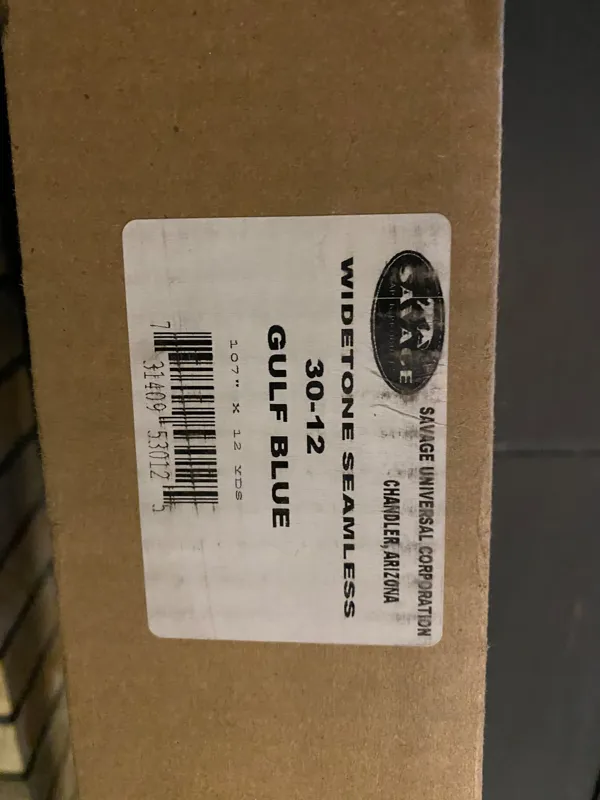 SAVAGE
SAVAGE UNIVERSAL CORPORATION
CHANDLER, ARIZONA
WIDETONE SEAMLESS
30-12
GULF BLUE
107" X 12 YDS
7 31409 53012 5